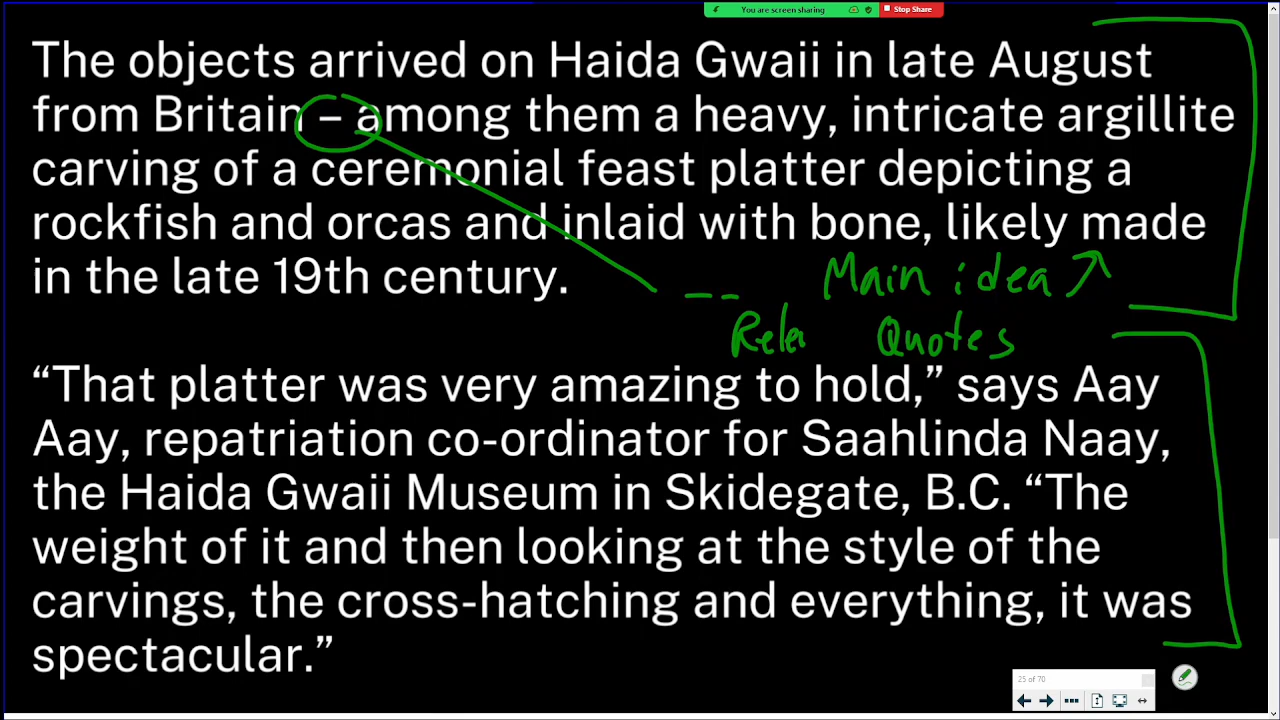 You are screen sharing Stop Share
The objects arrived on Haida Gwaii in late August
from Britain – among them a heavy, intricate argillite
carving of a ceremonial feast platter depicting a
rockfish and orcas and inlaid with bone, likely made
in the late 19th century.
Main idea
Quotes
“That platter was very amazing to hold,” says Aay
Aay, repatriation co-ordinator for Saahlinda Naay,
the Haida Gwaii Museum in Skidegate, B.C. “The
weight of it and then looking at the style of the
carvings, the cross-hatching and everything, it was
spectacular.”
25 of 70